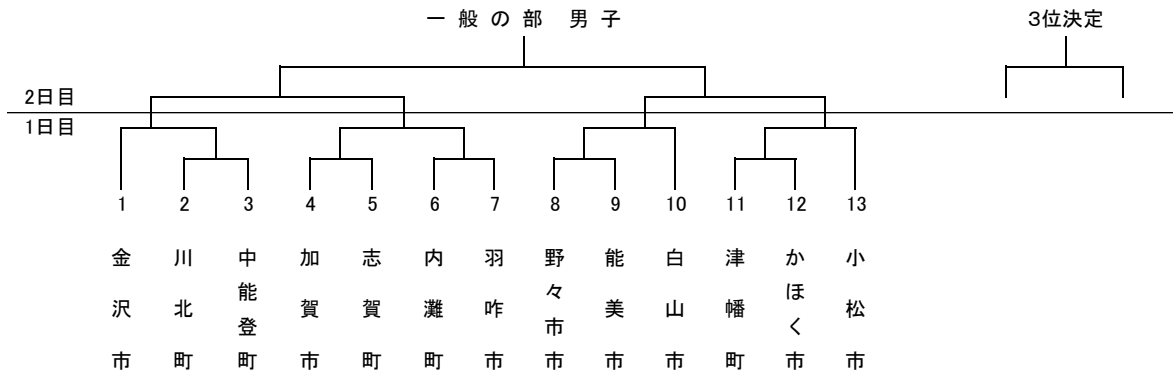 一般の部 男子
3位決定
2日目
1日目
1 2 3 4 5 6 7 8 9 10 11 12 13
金沢市
川北町
中能登町
加賀市
志賀町
内灘町
羽咋市
野々市市
能美市
白山市
津幡町
かほく市
小松市